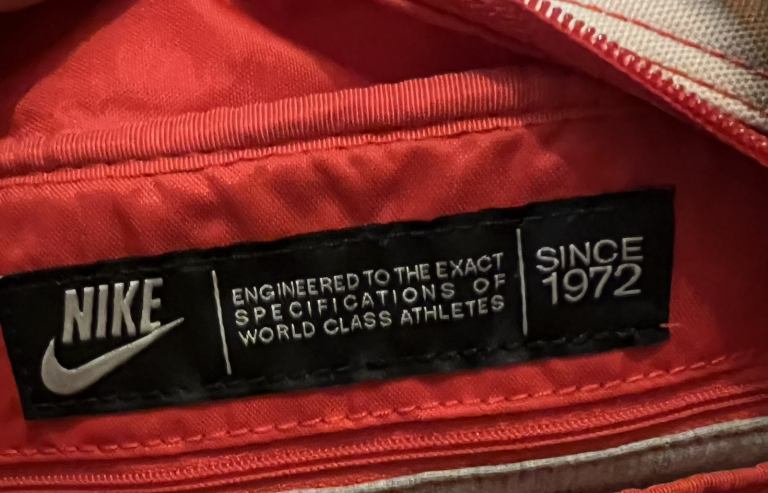 NIKE
ENGINEERED TO THE EXACT
SPECIFICATIONS OF
WORLD CLASS ATHLETES
SINCE
1972